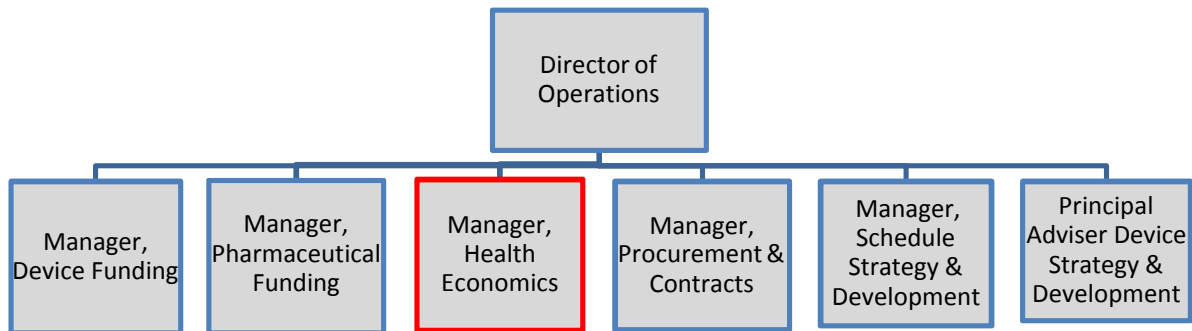 Director of
Operations
Manager,
Device Funding
Manager,
Pharmaceutical
Funding
Manager,
Health
Economics
Manager,
Procurement &
Contracts
Manager,
Schedule
Strategy &
Development
Principal
Adviser Device
Strategy &
Development